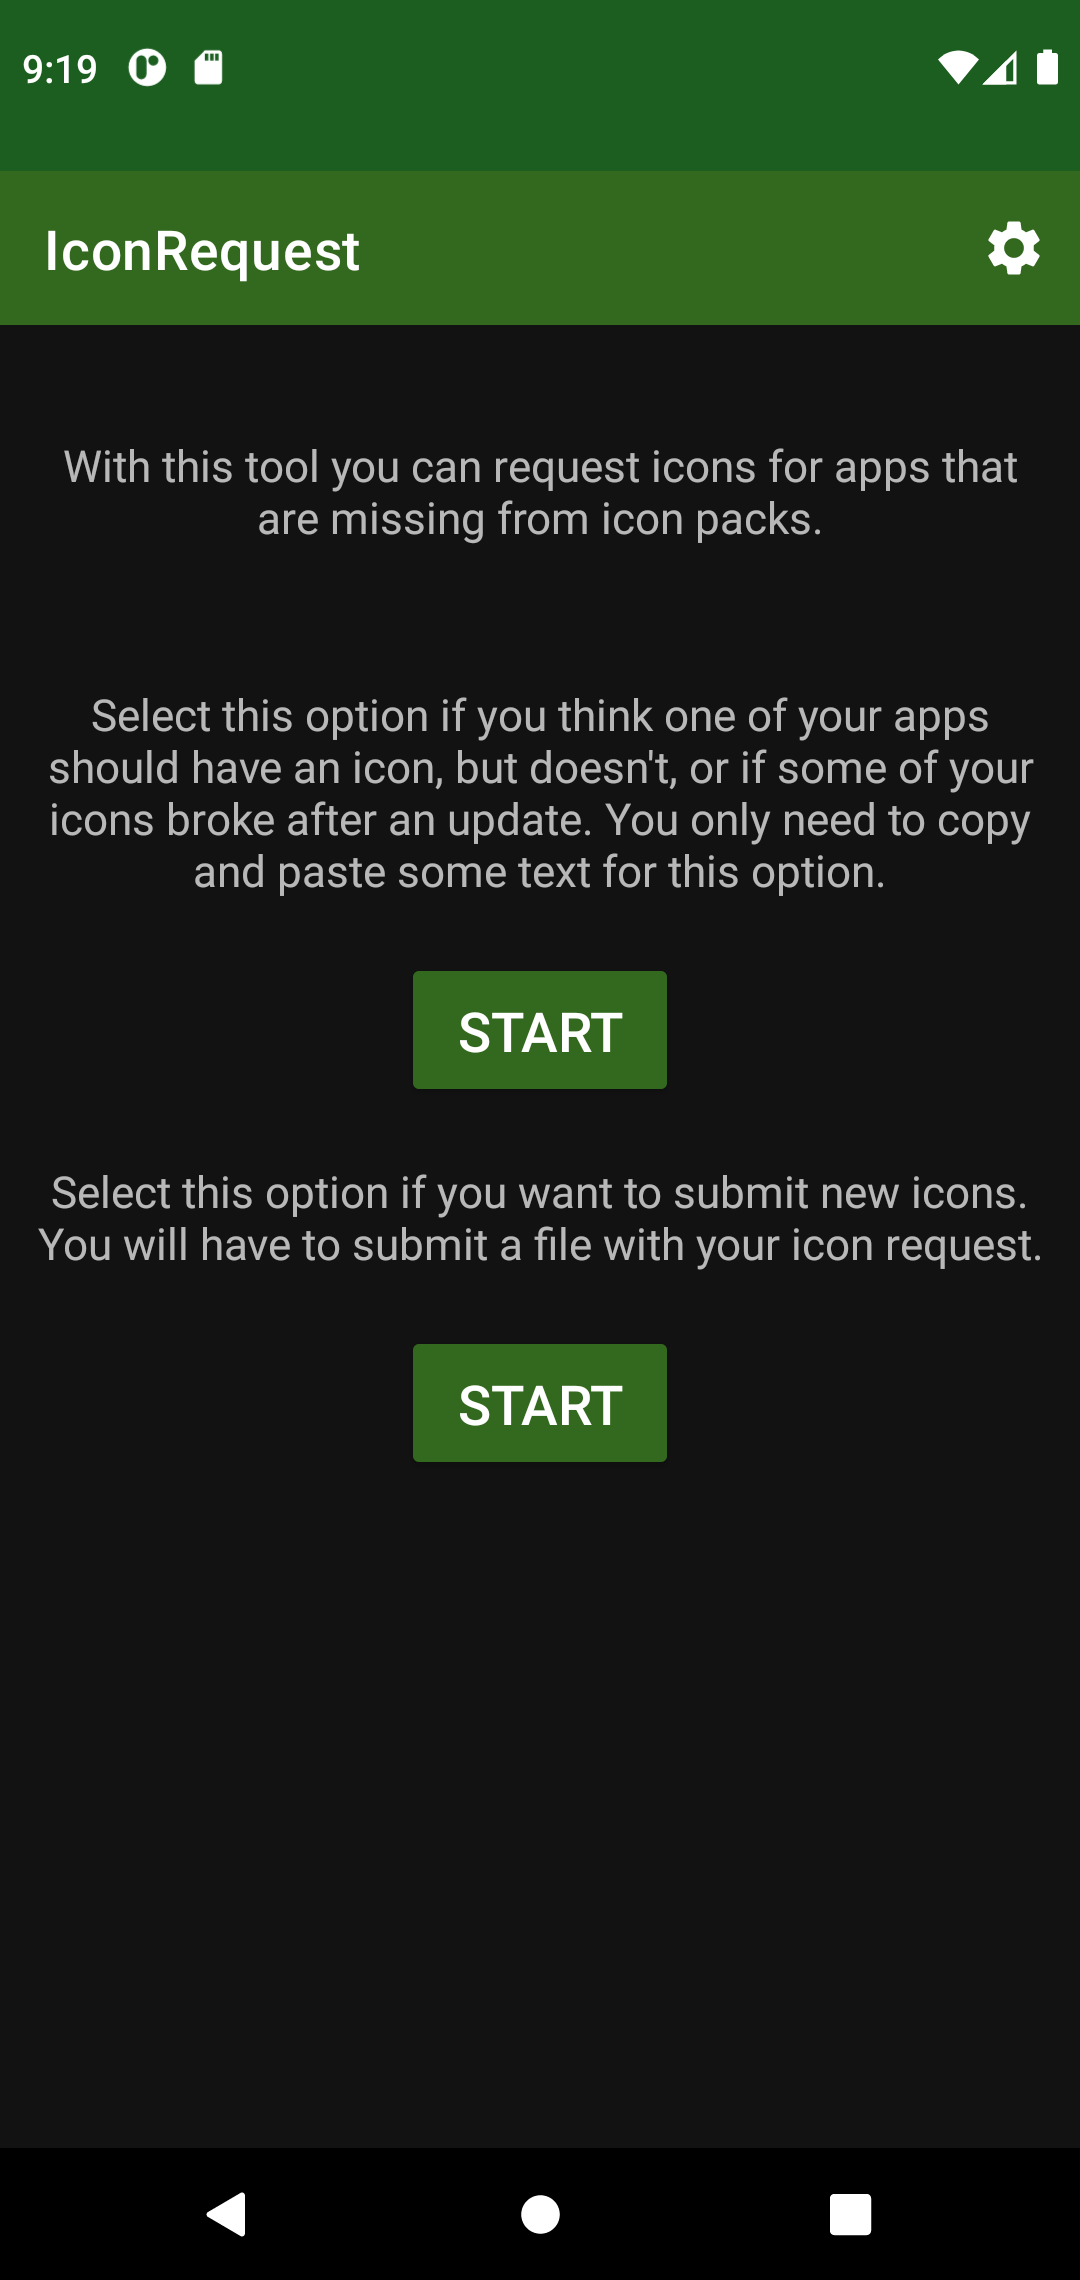 9:19
IconRequest
With this tool you can request icons for apps that
are missing from icon packs.
Select this option if you think one of your apps
should have an icon, but doesn't, or if some of your
icons broke after an update. You only need to copy
and paste some text for this option.
START
Select this option if you want to submit new icons.
You will have to submit a file with your icon request.
START